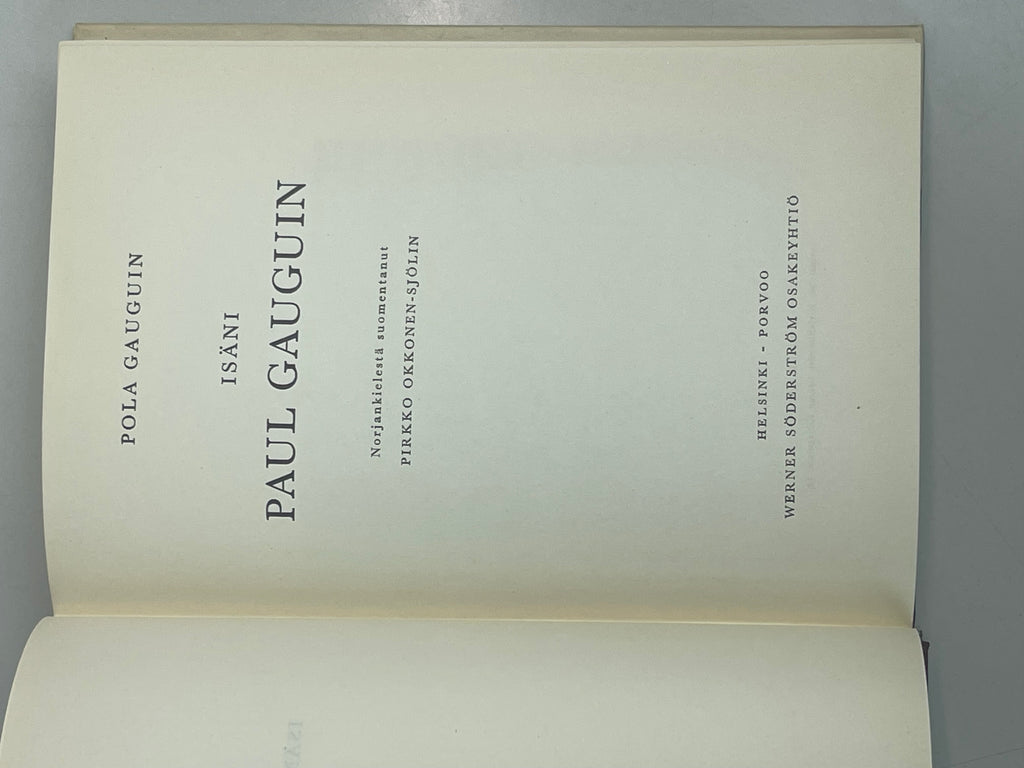 POLA GAUGUIN
ISÄNI
PAUL GAUGUIN
Norjankielestä suomentanut
PIRKKO OKKONEN-SJÖLIN
HELSINKI - PORVOO
WERNER SÖDERSTRÖM OSAKEYHTIÖ